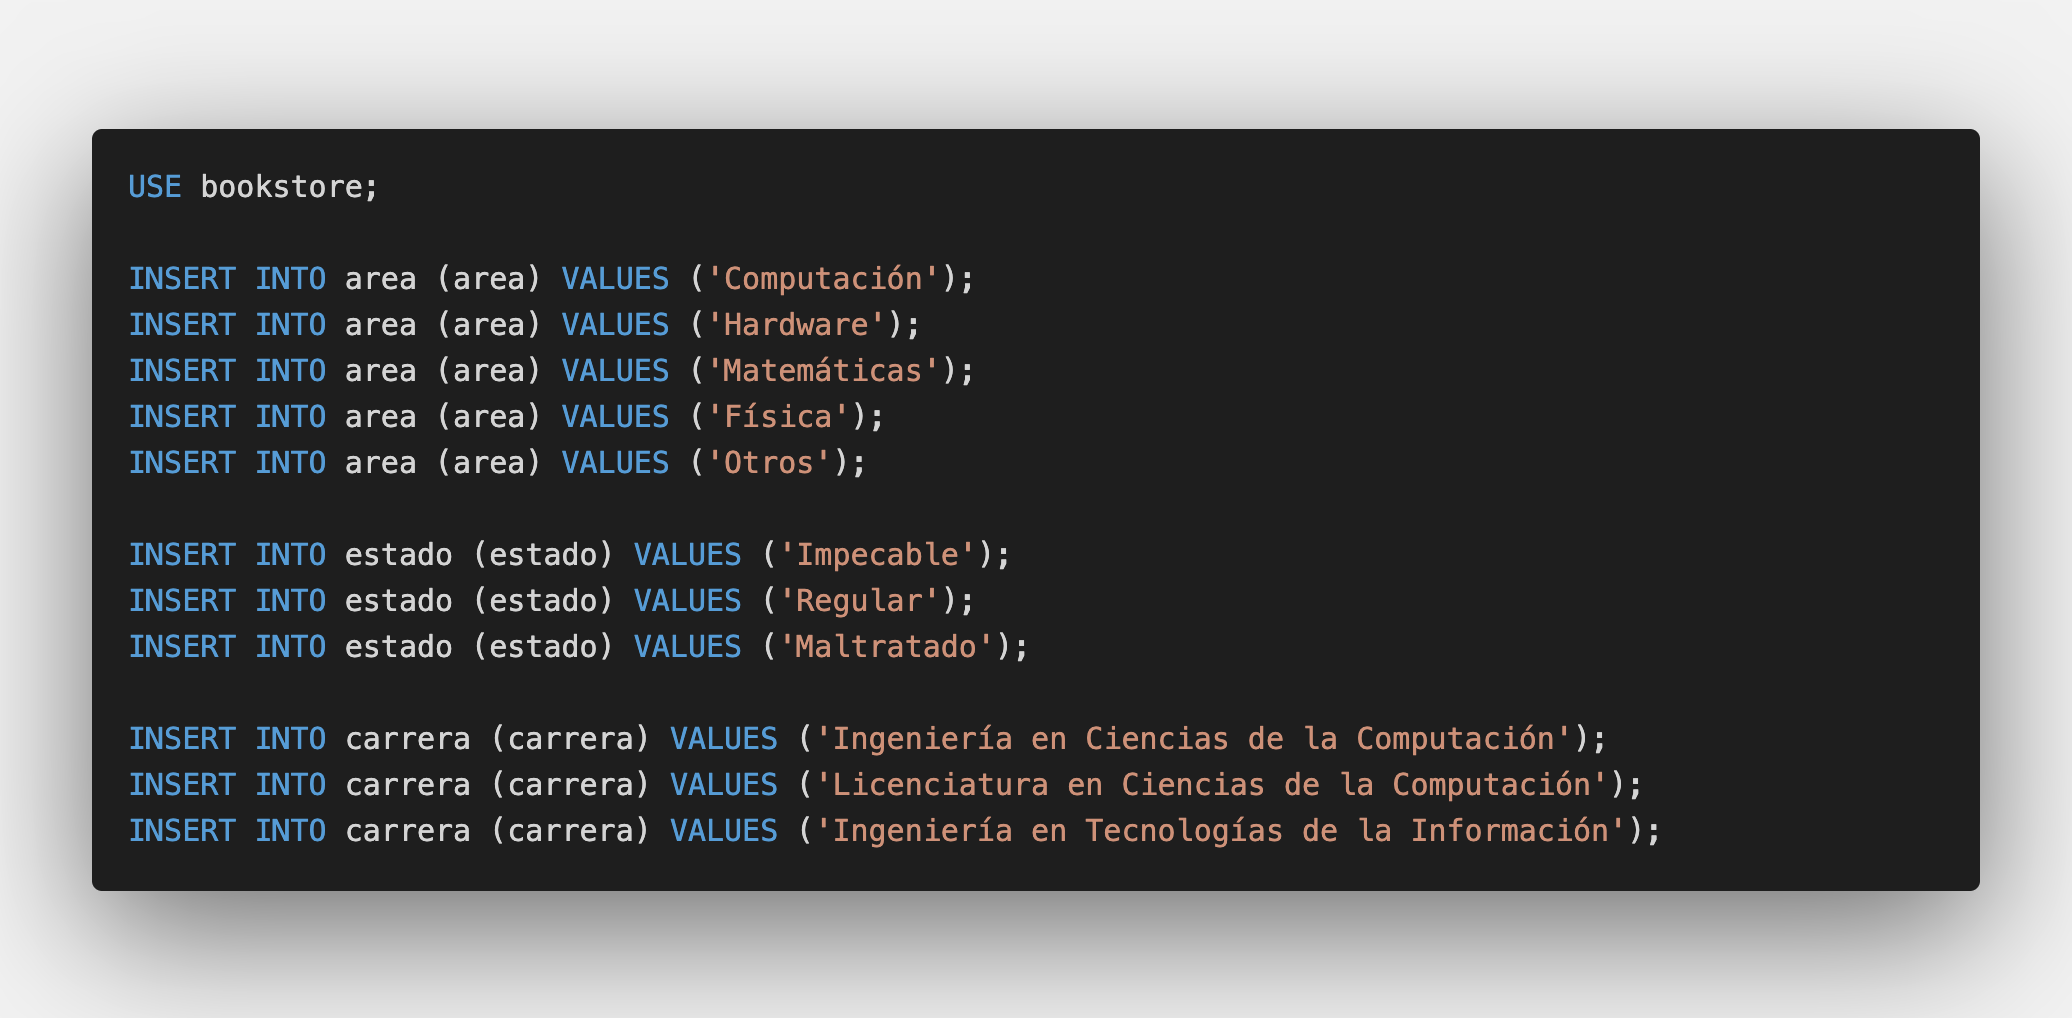 USE bookstore;
INSERT INTO area (area) VALUES ('Computación');
INSERT INTO area (area) VALUES ('Hardware');
INSERT INTO area (area) VALUES ('Matemáticas');
INSERT INTO area (area) VALUES ('Física');
INSERT INTO area (area) VALUES ('Otros');
INSERT INTO estado (estado) VALUES ('Impecable');
INSERT INTO estado (estado) VALUES ('Regular');
INSERT INTO estado (estado) VALUES ('Maltratado');
INSERT INTO carrera (carrera) VALUES ('Ingeniería en Ciencias de la Computación');
INSERT INTO carrera (carrera) VALUES ('Licenciatura en Ciencias de la Computación');
INSERT INTO carrera (carrera) VALUES ('Ingeniería en Tecnologías de la Información');